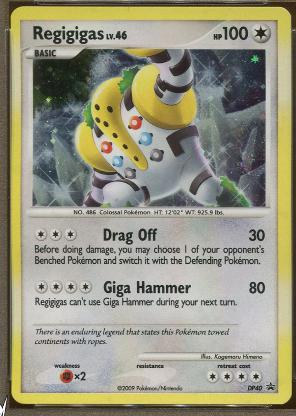 Regigigas LV.46 HP 100
BASIC
NO. 486 Colossal Pokémon HT: 12'02" WT: 925.9 lbs.
Drag Off 30
Before doing damage, you may choose 1 of your opponent's
Benched Pokémon and switch it with the Defending Pokémon.
Giga Hammer 80
Regigigas can't use Giga Hammer during your next turn.
There is an enduring legend that states this Pokémon towed
continents with ropes.
Illus. Kagemaru Himeno
weakness resistance retreat cost
×2
©2009 Pokémon/Nintendo DP40